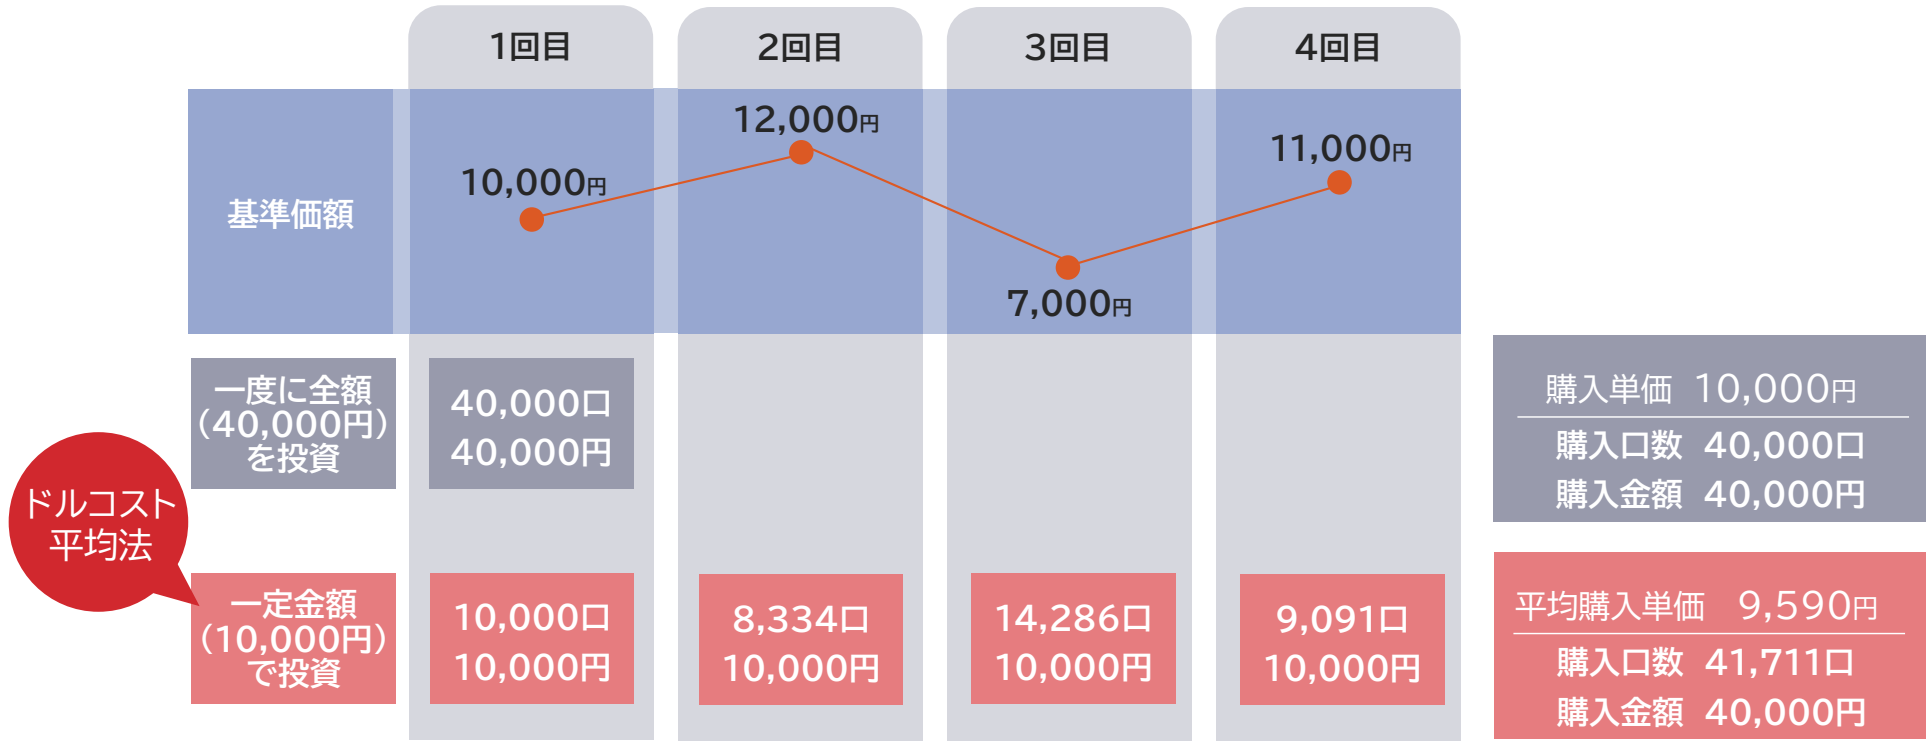 1回目
2回目
3回目
4回目
基準価額
10,000円
12,000円
7,000円
11,000円
一度に全額
(40,000円)
を投資
40,000口
40,000円
購入単価 10,000円
購入口数 40,000口
購入金額 40,000円
ドルコスト
平均法
一定金額
(10,000円)
で投資
10,000口
10,000円
8,334口
10,000円
14,286口
10,000円
9,091口
10,000円
平均購入単価 9,590円
購入口数 41,711口
購入金額 40,000円